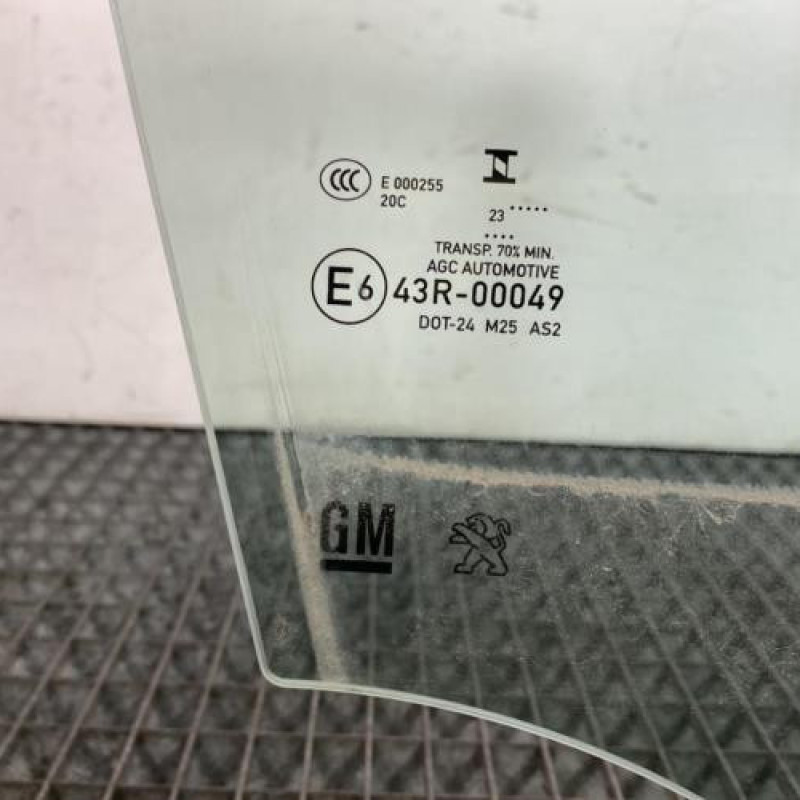 CCC E 000255
20C
23 .....
....
TRANSP. 70% MIN.
AGC AUTOMOTIVE
E6 43R-00049
DOT-24 M25 AS2
GM